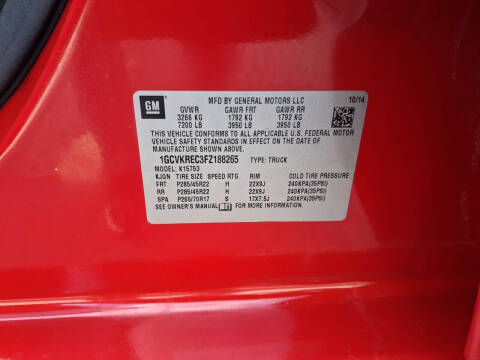 GM
MFD BY GENERAL MOTORS LLC 10/14
GVWR GAWR FRT GAWR RR
3266 KG 1792 KG 1792 KG
7200 LB 3950 LB 3950 LB
THIS VEHICLE CONFORMS TO ALL APPLICABLE U.S. FEDERAL MOTOR
VEHICLE SAFETY STANDARDS IN EFFECT ON THE DATE OF
MANUFACTURE SHOWN ABOVE.
1GCVKREC3FZ188265 TYPE: TRUCK
MODEL: K15753
KJQN TIRE SIZE SPEED RTG RIM COLD TIRE PRESSURE
FRT P285/45R22 H 22X9J 240KPA(35PSI)
RR P285/45R22 H 22X9J 240KPA(35PSI)
SPA P265/70R17 S 17X7.5J 240KPA(35PSI)
SEE OWNER'S MANUAL FOR MORE INFORMATION.